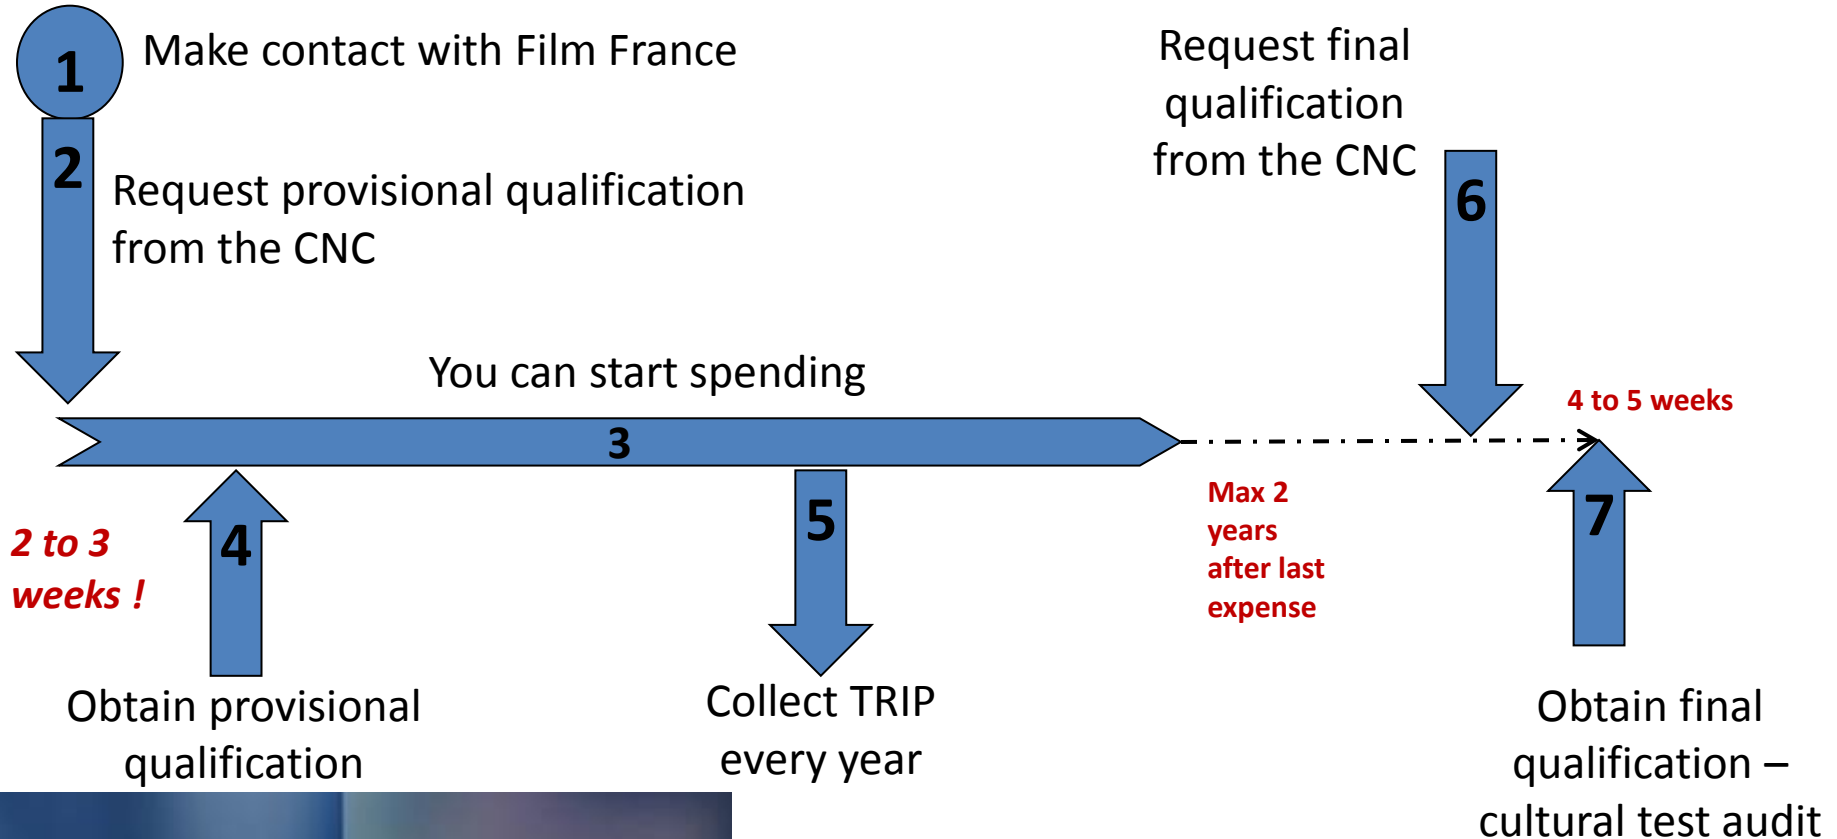 1
Make contact with Film France
2
Request provisional qualification
from the CNC
You can start spending
3
2 to 3
weeks !
4
Obtain provisional
qualification
5
Collect TRIP
every year
Max 2
years
after last
expense
Request final
qualification
from the CNC
6
4 to 5 weeks
7
Obtain final
qualification –
cultural test audit